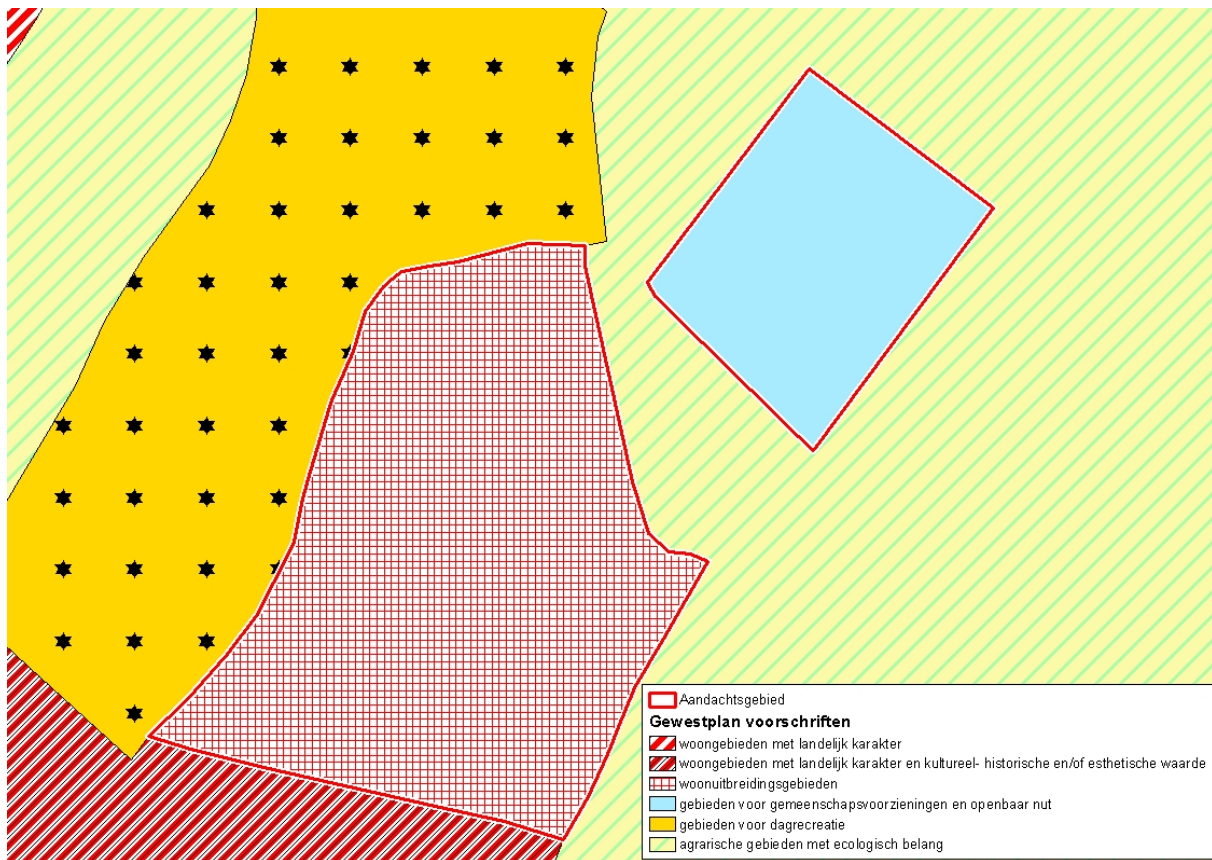 Aandachtsgebied
Gewestplan voorschriften
woongebieden met landelijk karakter
woongebieden met landelijk karakter en kultureel- historische en/of esthetische waarde
woonuitbreidingsgebieden
gebieden voor gemeenschapsvoorzieningen en openbaar nut
gebieden voor dagrecreatie
agrarische gebieden met ecologisch belang